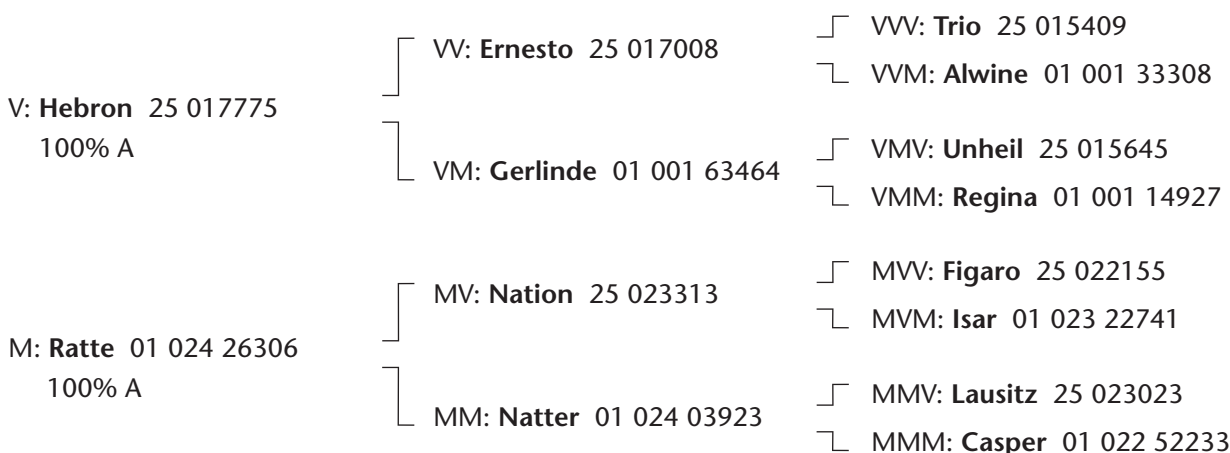 V: Hebron 25 017775
100% A
M: Ratte 01 024 26306
100% A
VV: Ernesto 25 017008
VM: Gerlinde 01 001 63464
MV: Nation 25 023313
MM: Natter 01 024 03923
VVV: Trio 25 015409
VVM: Alwine 01 001 33308
VMV: Unheil 25 015645
VMM: Regina 01 001 14927
MVV: Figaro 25 022155
MVM: Isar 01 023 22741
MMV: Lausitz 25 023023
MMM: Casper 01 022 52233